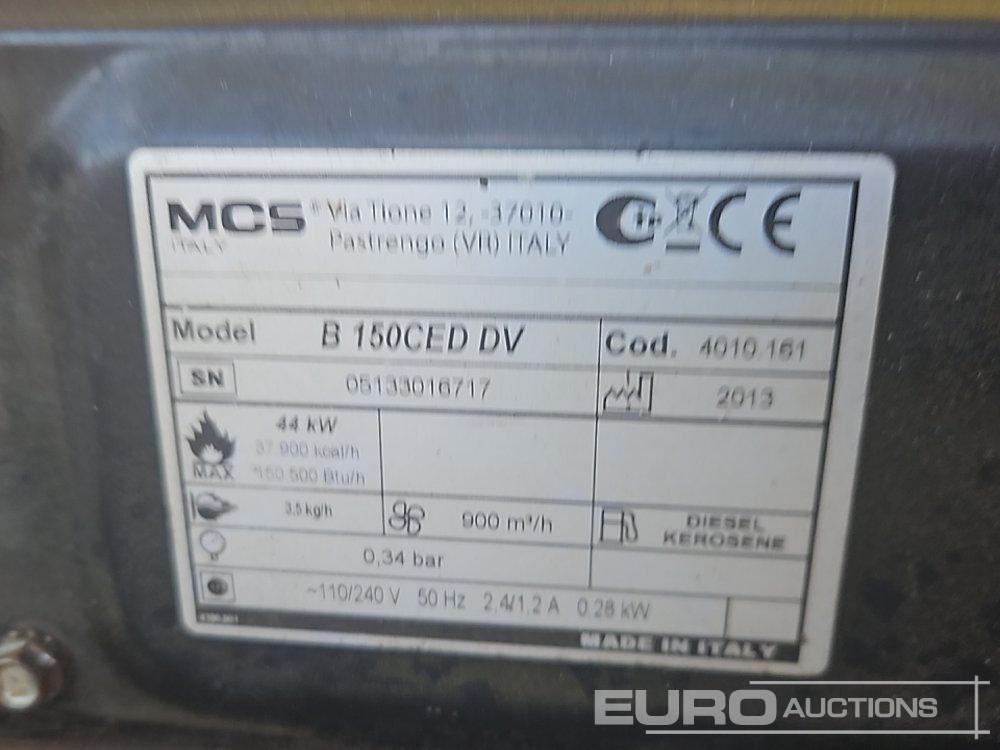 MCS ® Via Tione 12, -37010-
ITALY Pastrengo (VR) ITALY
CE
Model B 150CED DV Cod. 4010.161
SN 05133016717 2013
44 kW
37.900 kcal/h
MAX 150.500 Btu/h
3,5 kg/h 900 m³/h DIESEL
KEROSENE
0,34 bar
~110/240 V 50 Hz 2,4/1,2 A 0.28 kW
MADE IN ITALY
EURO AUCTIONS